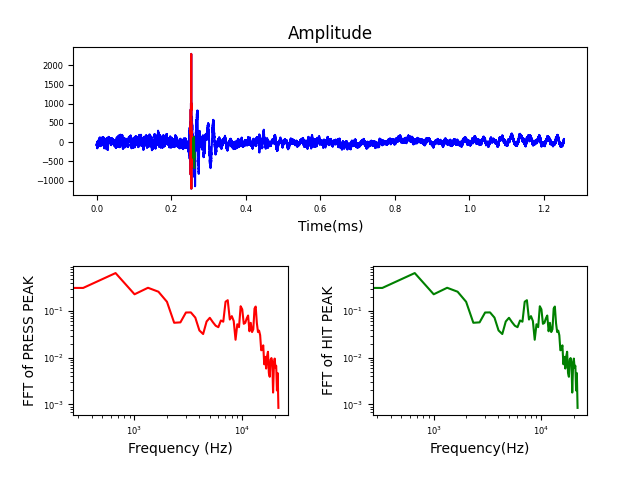 Amplitude
2000
1500
1000
500
0
−500
−1000
0.0 0.2 0.4 0.6 0.8 1.0 1.2
Time(ms)
FFT of PRESS PEAK
10⁻¹
10⁻²
10⁻³
10³ 10⁴
Frequency (Hz)
FFT of HIT PEAK
10⁻¹
10⁻²
10⁻³
10³ 10⁴
Frequency(Hz)